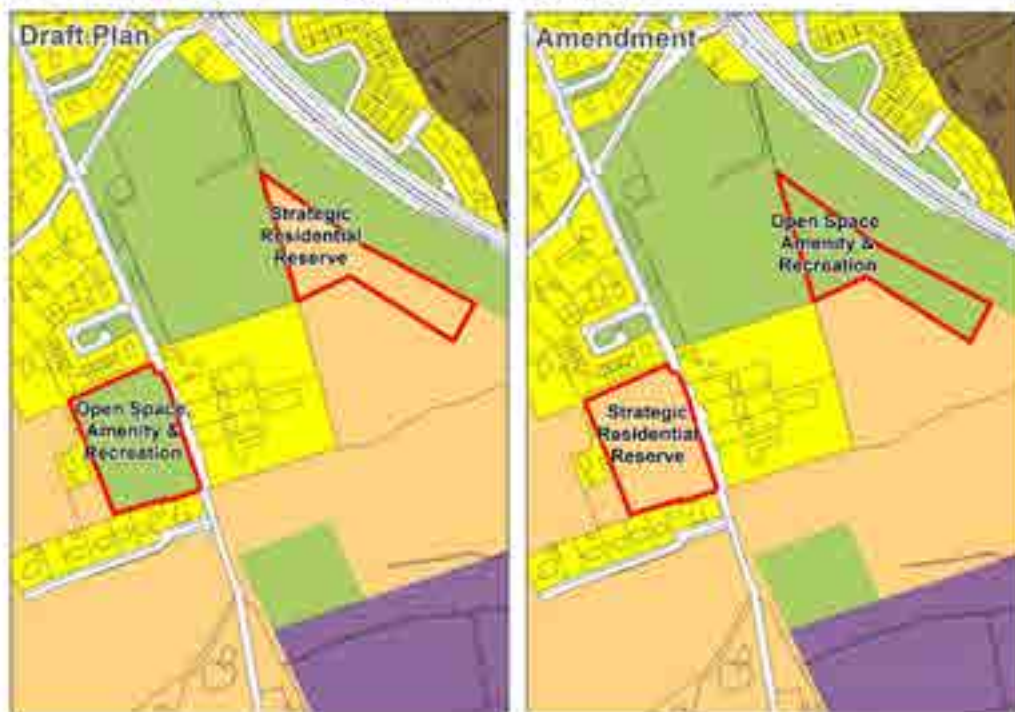 Draft Plan
Strategic
Residential
Reserve
Open Space,
Amenity &
Recreation
Amendment
Open Space
Amenity &
Recreation
Strategic
Residential
Reserve